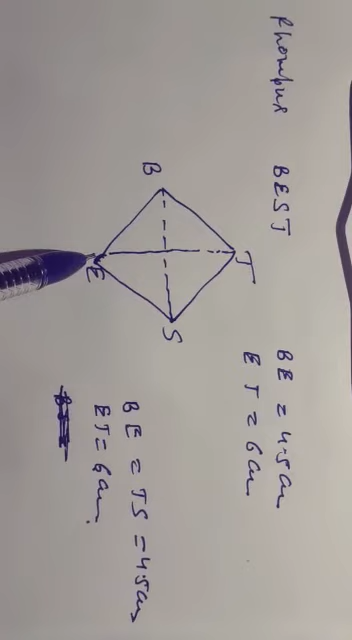 Rhombus BEST
BE = 4.5cm
ET = 6cm
B
T
E
S
BE = TS = 4.5cm
ET = 6cm